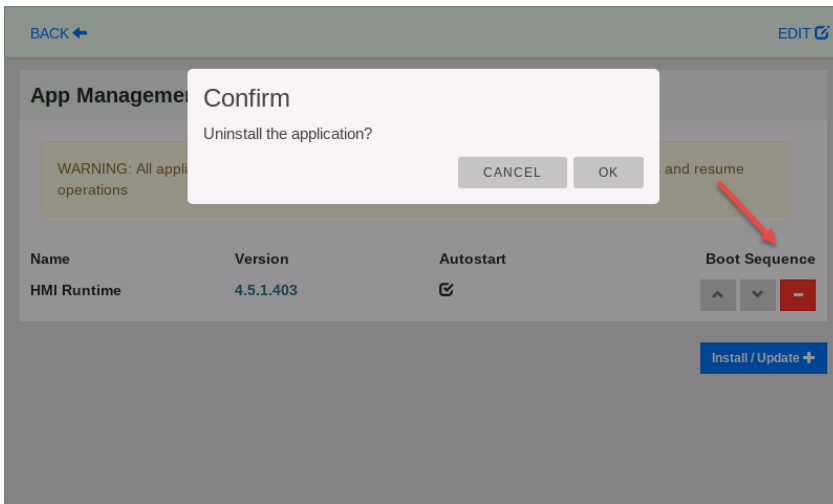 BACK
EDIT
App Manageme
Confirm
Uninstall the application?
CANCEL
OK
WARNING: All appli
and resume
operations
Name Version Autostart Boot Sequence
HMI Runtime 4.5.1.403
Install / Update